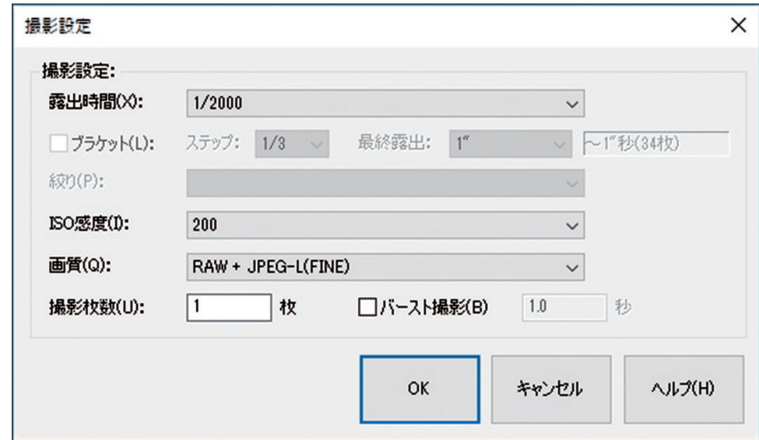 撮影設定
撮影設定:
露出時間(X): 1/2000
ブラケット(L): ステップ: 1/3 最終露出: 1" ~1"秒(34枚)
絞り(P):
ISO感度(I): 200
画質(Q): RAW + JPEG-L(FINE)
撮影枚数(U): 1 枚 バースト撮影(B) 1.0 秒
OK キャンセル ヘルプ(H)